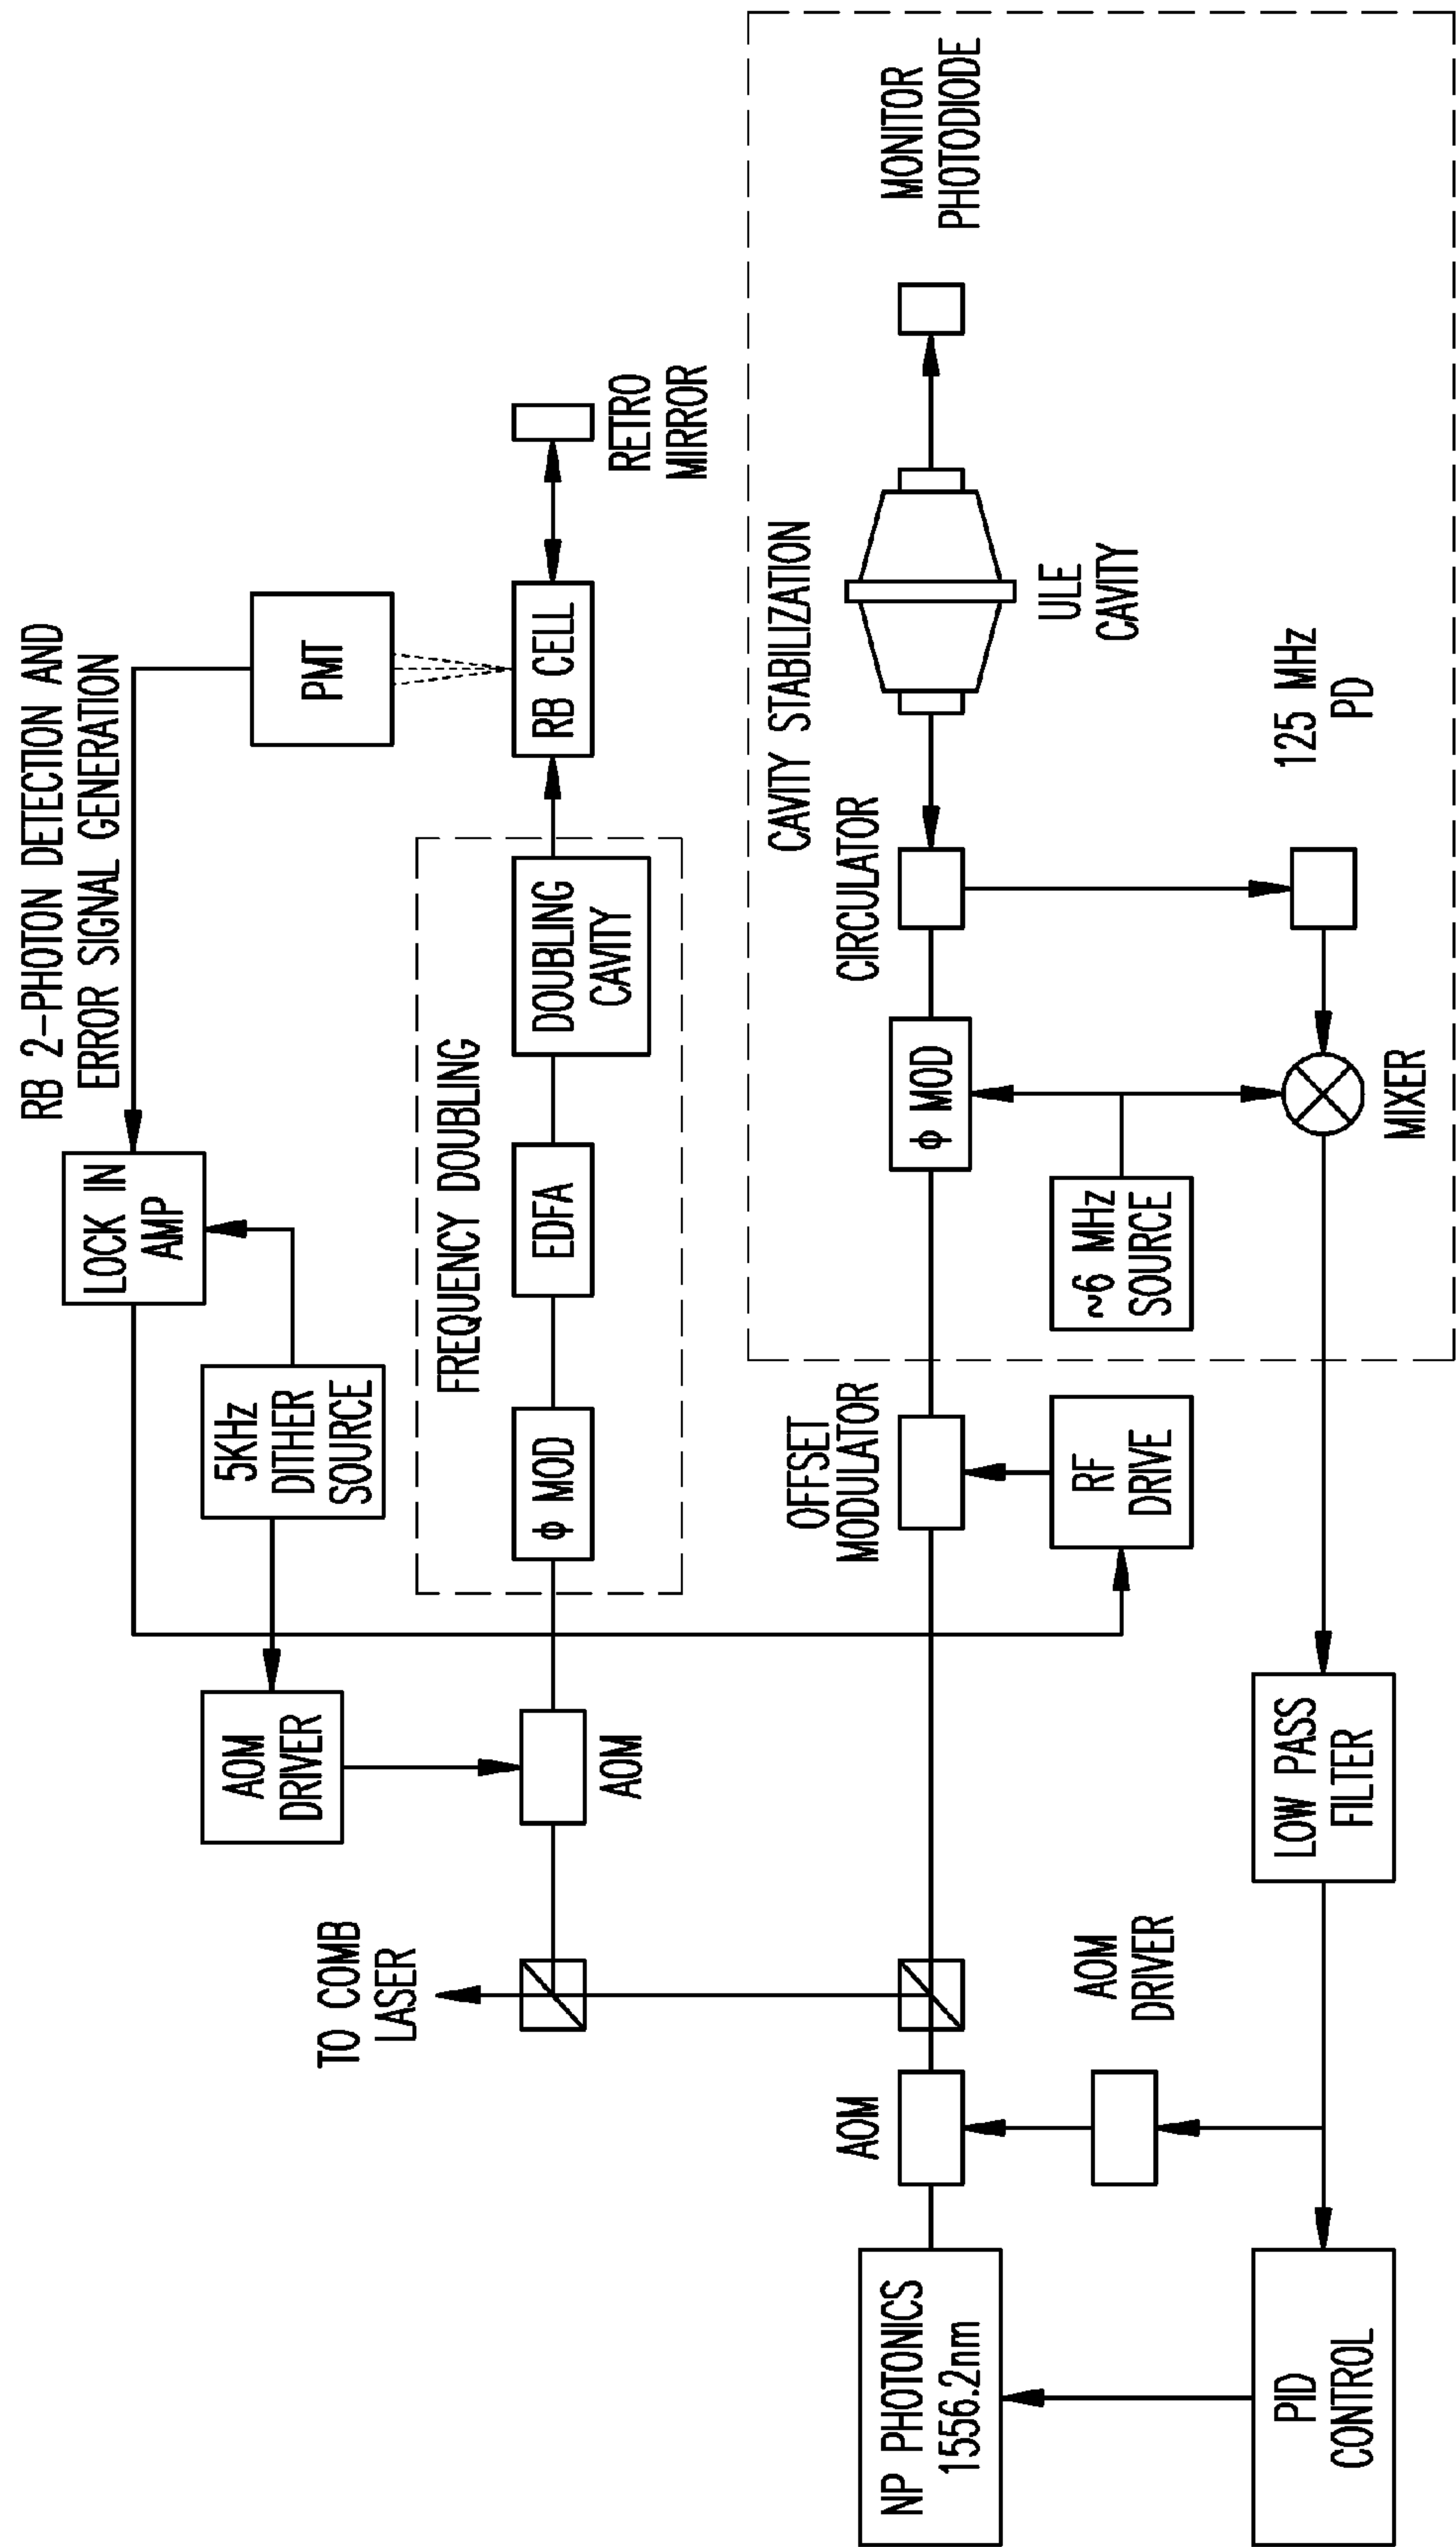 RB 2-PHOTON DETECTION AND
ERROR SIGNAL GENERATION
LOCK IN
AMP
PMT
5KHz
DITHER
SOURCE
AOM
DRIVER
TO COMB
LASER
FREQUENCY DOUBLING
AOM
ϕ MOD
EDFA
DOUBLING
CAVITY
RB CELL
RETRO
MIRROR
CAVITY STABILIZATION
NP PHOTONICS
1556.2nm
AOM
OFFSET
MODULATOR
ϕ MOD
CIRCULATOR
ULE
CAVITY
MONITOR
PHOTODIODE
AOM
DRIVER
RF
DRIVE
~6 MHz
SOURCE
PID
CONTROL
LOW PASS
FILTER
MIXER
125 MHz
PD